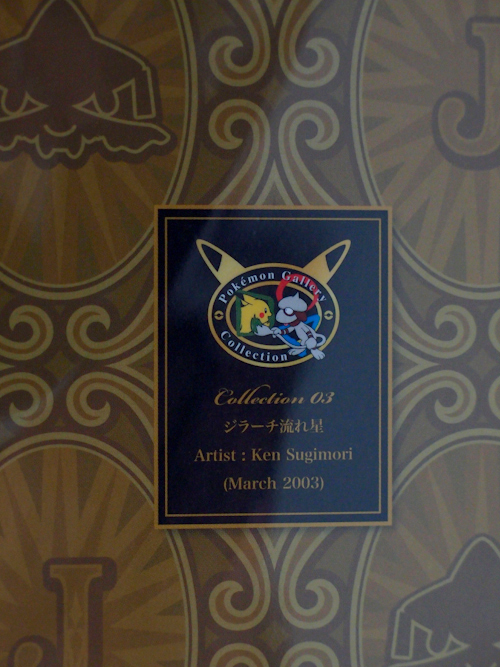 J
Pokémon Gallery
Collection
Collection 03
ジラーチ流れ星
Artist : Ken Sugimori
(March 2003)
J